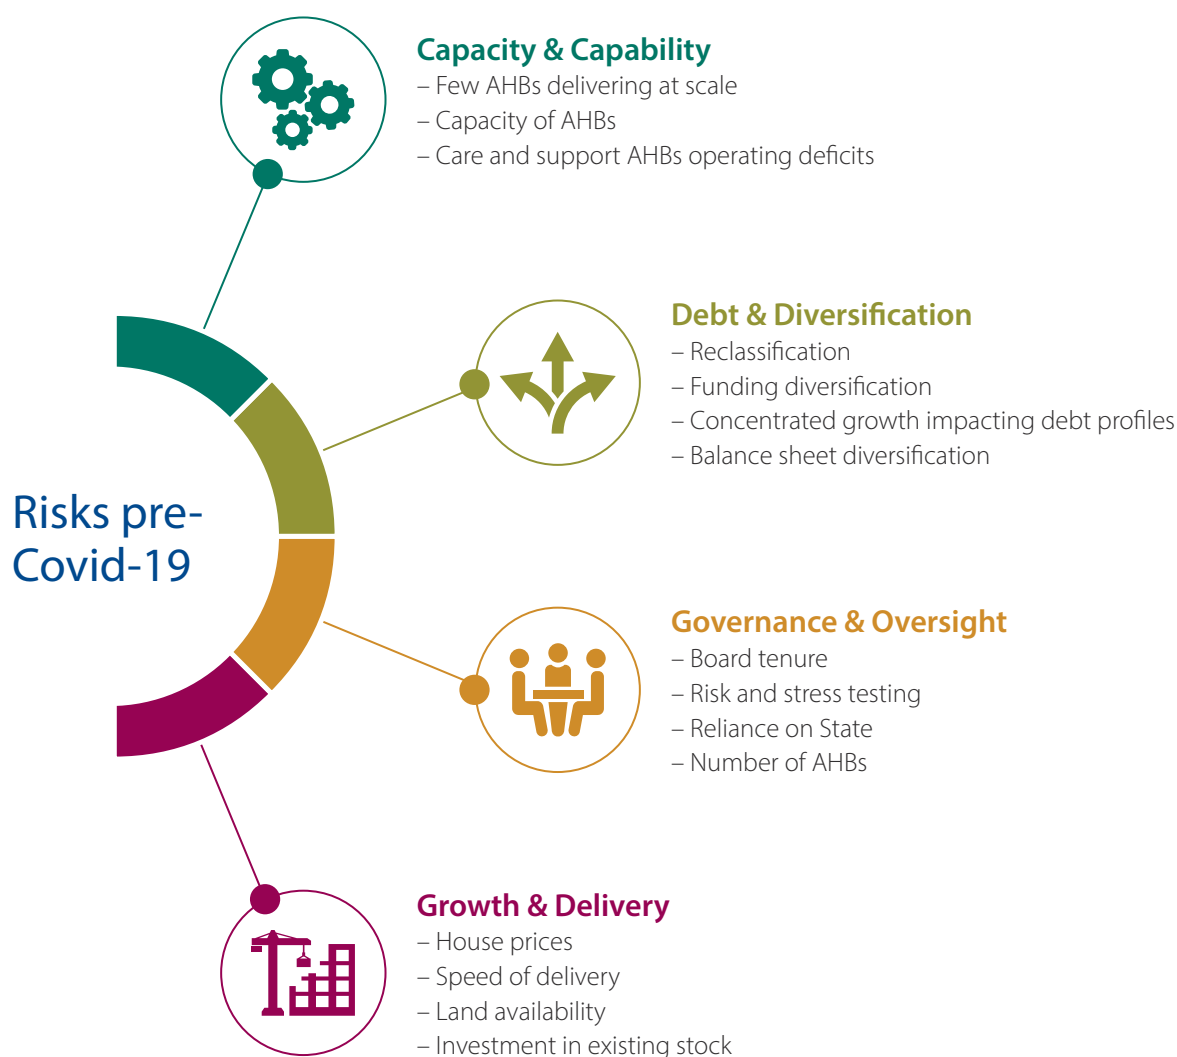 Capacity & Capability
– Few AHBs delivering at scale
– Capacity of AHBs
– Care and support AHBs operating deficits
Debt & Diversification
– Reclassification
– Funding diversification
– Concentrated growth impacting debt profiles
– Balance sheet diversification
Risks pre-
Covid-19
Governance & Oversight
– Board tenure
– Risk and stress testing
– Reliance on State
– Number of AHBs
Growth & Delivery
– House prices
– Speed of delivery
– Land availability
– Investment in existing stock